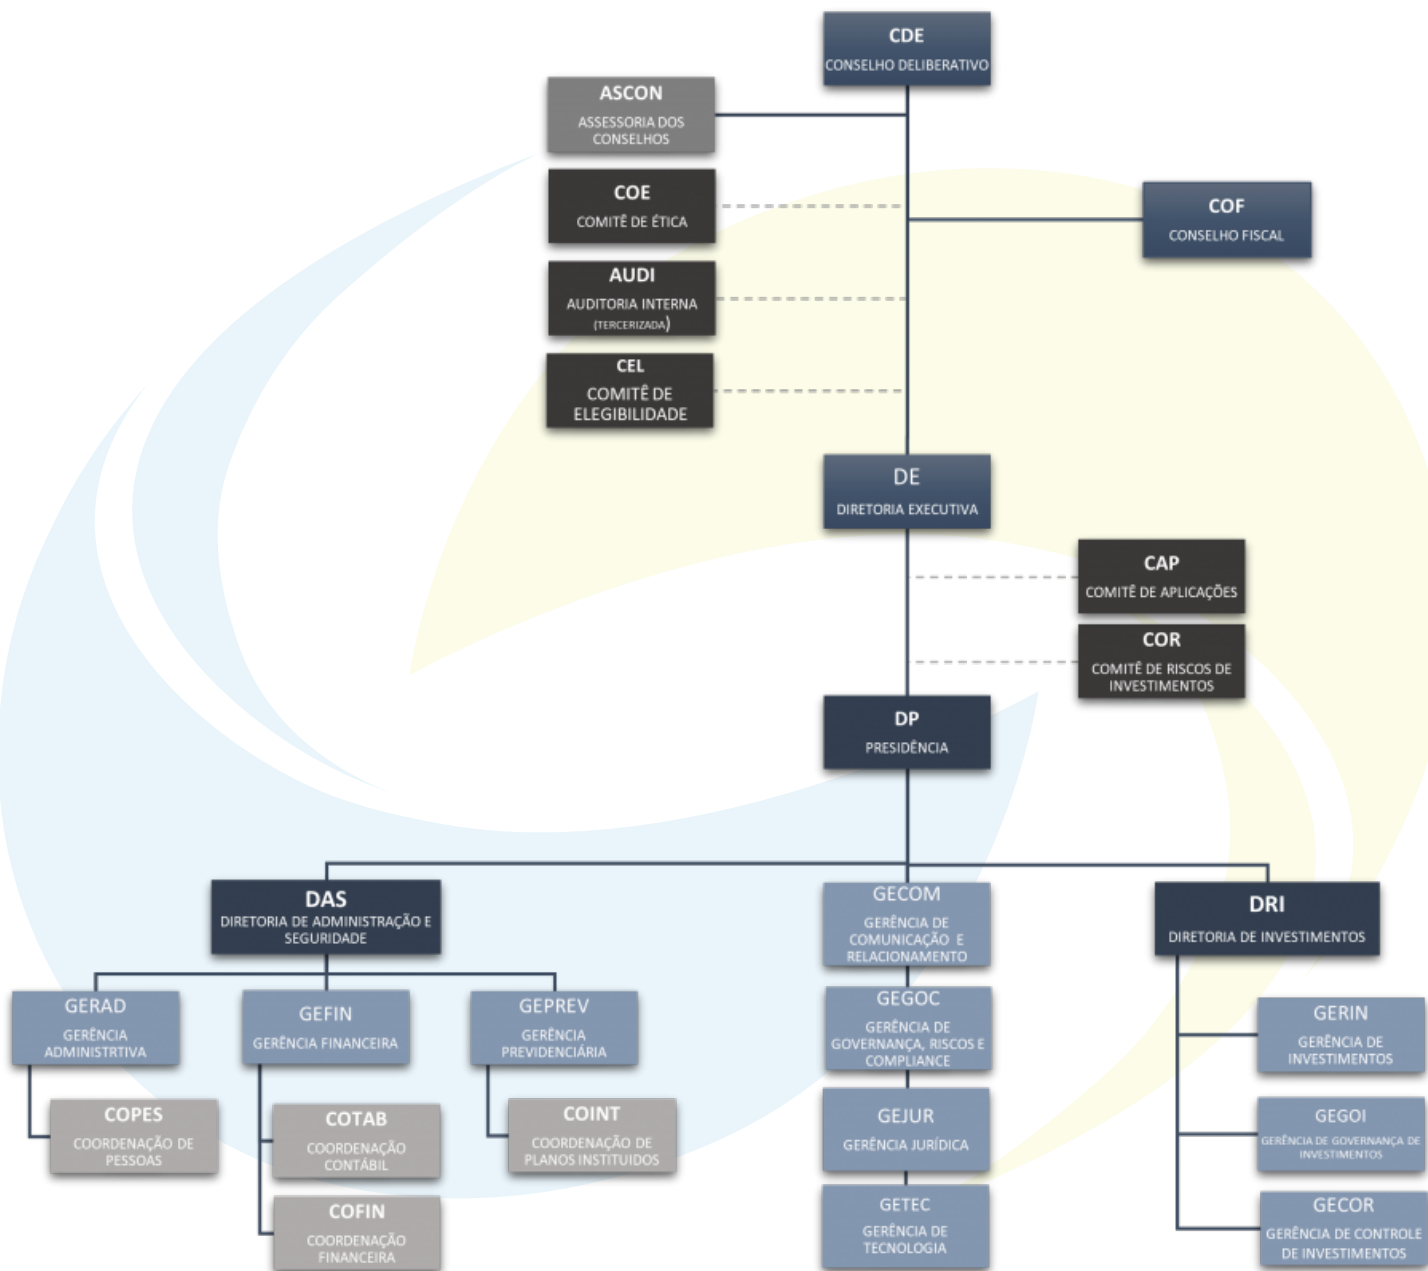 CDE
CONSELHO DELIBERATIVO
ASCON
ASSESSORIA DOS
CONSELHOS
COE
COMITÊ DE ÉTICA
COF
CONSELHO FISCAL
AUDI
AUDITORIA INTERNA
(TERCERIZADA)
CEL
COMITÊ DE
ELEGIBILIDADE
DE
DIRETORIA EXECUTIVA
CAP
COMITÊ DE APLICAÇÕES
COR
COMITÊ DE RISCOS DE
INVESTIMENTOS
DP
PRESIDÊNCIA
DAS
DIRETORIA DE ADMINISTRAÇÃO E
SEGURIDADE
GERAD
GERÊNCIA
ADMINISTRTIVA
COPES
COORDENAÇÃO DE
PESSOAS
GEFIN
GERÊNCIA FINANCEIRA
COTAB
COORDENAÇÃO
CONTÁBIL
COFIN
COORDENAÇÃO
FINANCEIRA
GEPREV
GERÊNCIA
PREVIDENCIÁRIA
COINT
COORDENAÇÃO DE
PLANOS INSTITUIDOS
GECOM
GERÊNCIA DE
COMUNICAÇÃO E
RELACIONAMENTO
GEGOC
GERÊNCIA DE
GOVERNANÇA, RISCOS E
COMPLIANCE
GEJUR
GERÊNCIA JURÍDICA
GETEC
GERÊNCIA DE
TECNOLOGIA
DRI
DIRETORIA DE INVESTIMENTOS
GERIN
GERÊNCIA DE
INVESTIMENTOS
GEGOI
GERÊNCIA DE GOVERNANÇA DE
INVESTIMENTOS
GECOR
GERÊNCIA DE CONTROLE
DE INVESTIMENTOS